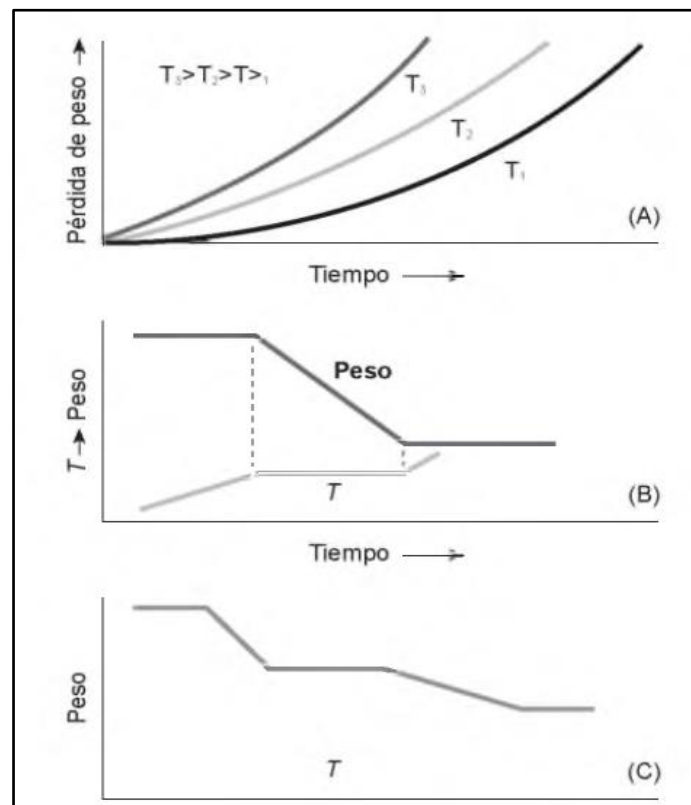 Pérdida de peso →
T₃>T₂>T>₁
T₃
T₂
T₁
(A)
Tiempo →
T → Peso
Peso
T
(B)
Tiempo →
Peso
T
(C)